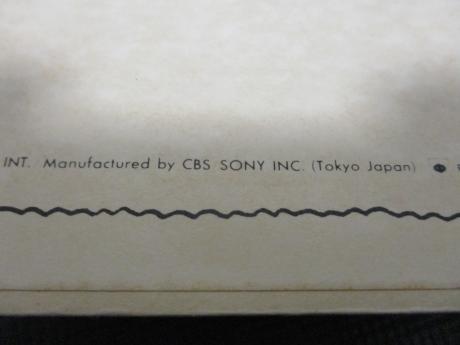 INT. Manufactured by CBS SONY INC. (Tokyo Japan) ●